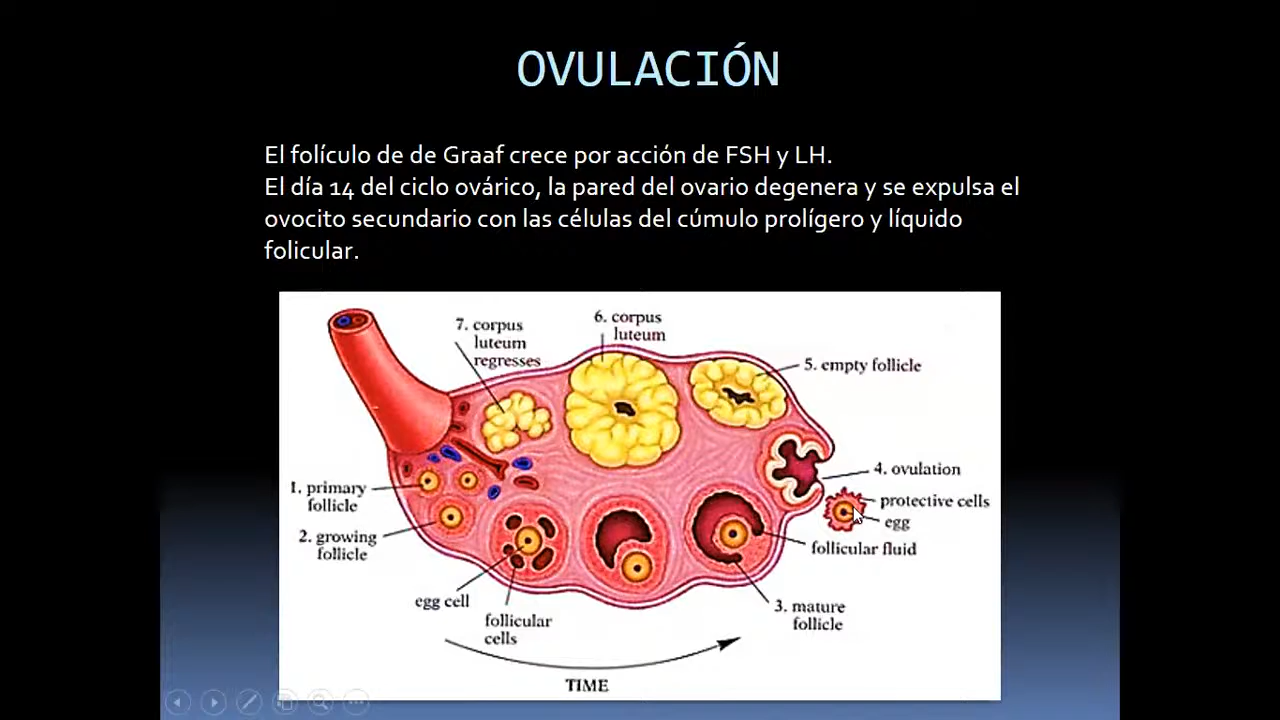 OVULACIÓN
El folículo de de Graaf crece por acción de FSH y LH.
El día 14 del ciclo ovárico, la pared del ovario degenera y se expulsa el
ovocito secundario con las células del cúmulo prolígero y líquido
folicular.
7. corpus
luteum
regresses
6. corpus
luteum
5. empty follicle
4. ovulation
protective cells
egg
follicular fluid
1. primary
follicle
2. growing
follicle
egg cell
follicular
cells
3. mature
follicle
TIME